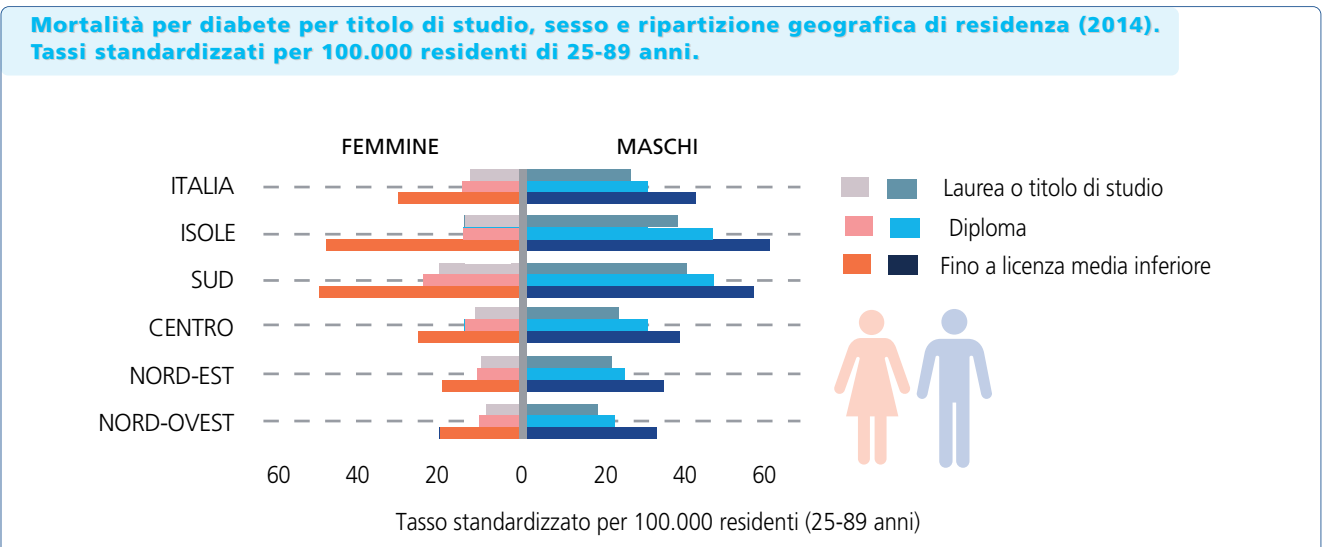 Mortalità per diabete per titolo di studio, sesso e ripartizione geografica di residenza (2014).
Tassi standardizzati per 100.000 residenti di 25-89 anni.
FEMMINE MASCHI
ITALIA
ISOLE
SUD
CENTRO
NORD-EST
NORD-OVEST
Laurea o titolo di studio
Diploma
Fino a licenza media inferiore
60 40 20 0 20 40 60
Tasso standardizzato per 100.000 residenti (25-89 anni)